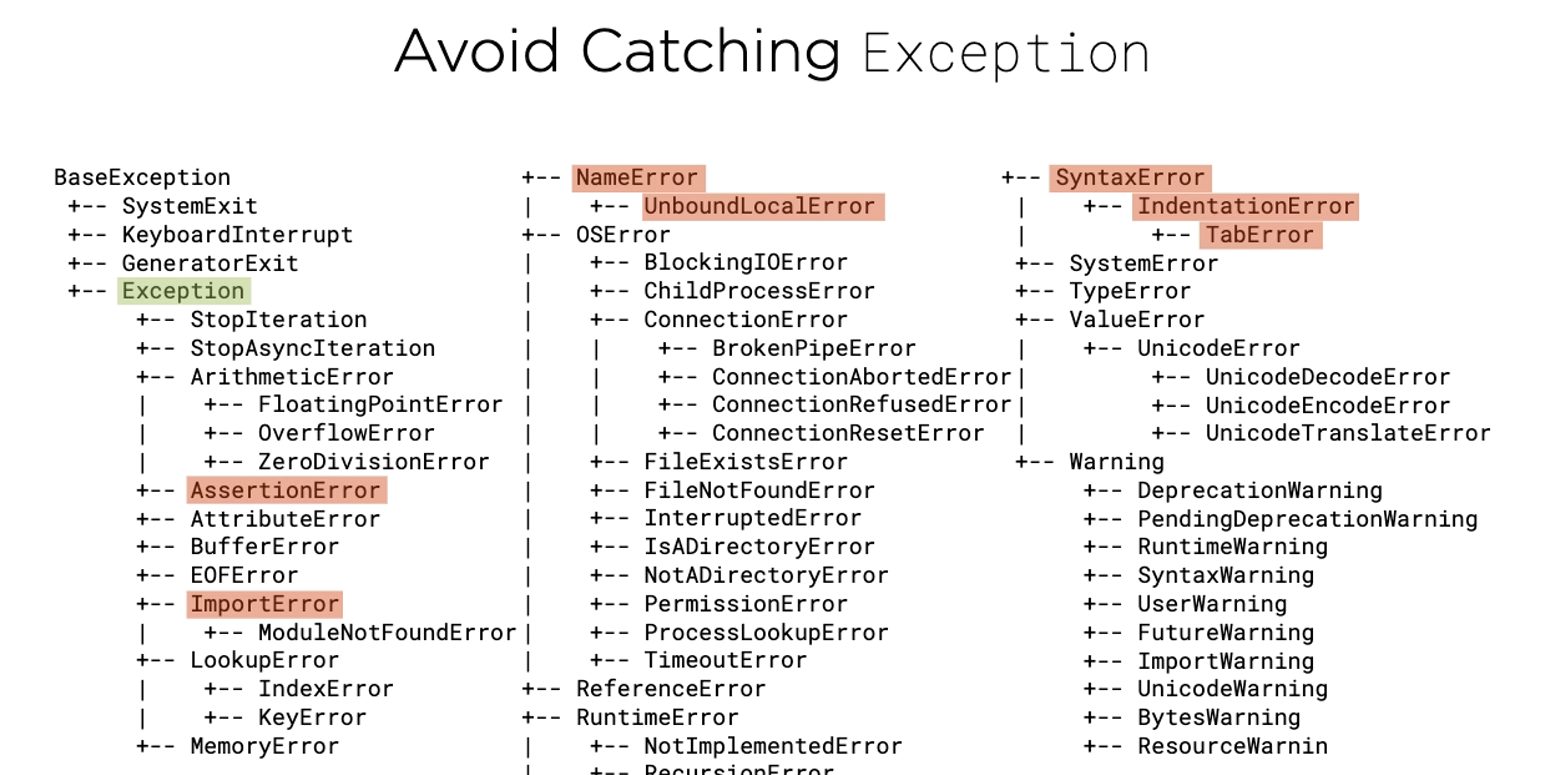 Avoid Catching Exception
BaseException
+-- SystemExit
+-- KeyboardInterrupt
+-- GeneratorExit
+-- Exception
+-- StopIteration
+-- StopAsyncIteration
+-- ArithmeticError
| +-- FloatingPointError
| +-- OverflowError
| +-- ZeroDivisionError
+-- AssertionError
+-- AttributeError
+-- BufferError
+-- EOFError
+-- ImportError
| +-- ModuleNotFoundError
+-- LookupError
| +-- IndexError
| +-- KeyError
+-- MemoryError
+-- NameError
| +-- UnboundLocalError
+-- OSError
| +-- BlockingIOError
| +-- ChildProcessError
| +-- ConnectionError
| | +-- BrokenPipeError
| | +-- ConnectionAbortedError
| | +-- ConnectionRefusedError
| | +-- ConnectionResetError
| +-- FileExistsError
| +-- FileNotFoundError
| +-- InterruptedError
| +-- IsADirectoryError
| +-- NotADirectoryError
| +-- PermissionError
| +-- ProcessLookupError
| +-- TimeoutError
+-- ReferenceError
+-- RuntimeError
| +-- NotImplementedError
| +-- RecursionError
+-- SyntaxError
| +-- IndentationError
| +-- TabError
+-- SystemError
+-- TypeError
+-- ValueError
| +-- UnicodeError
| +-- UnicodeDecodeError
| +-- UnicodeEncodeError
| +-- UnicodeTranslateError
+-- Warning
+-- DeprecationWarning
+-- PendingDeprecationWarning
+-- RuntimeWarning
+-- SyntaxWarning
+-- UserWarning
+-- FutureWarning
+-- ImportWarning
+-- UnicodeWarning
+-- BytesWarning
+-- ResourceWarnin